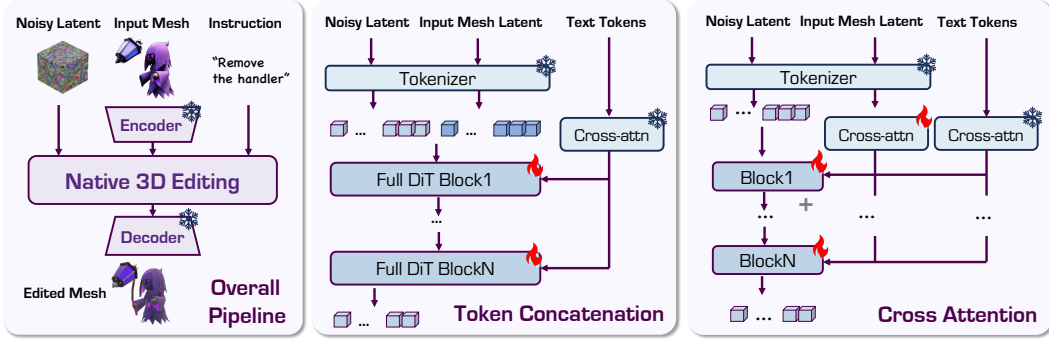 Noisy Latent
Input Mesh
Instruction
"Remove
the handler"
Encoder
Native 3D Editing
Decoder
Edited Mesh
Overall
Pipeline
Noisy Latent
Input Mesh Latent
Text Tokens
Tokenizer
...
...
Cross-attn
Full DiT Block1
...
Full DiT BlockN
...
Token Concatenation
Noisy Latent
Input Mesh Latent
Text Tokens
Tokenizer
...
Cross-attn
Cross-attn
Block1
+
...
...
...
BlockN
...
Cross Attention